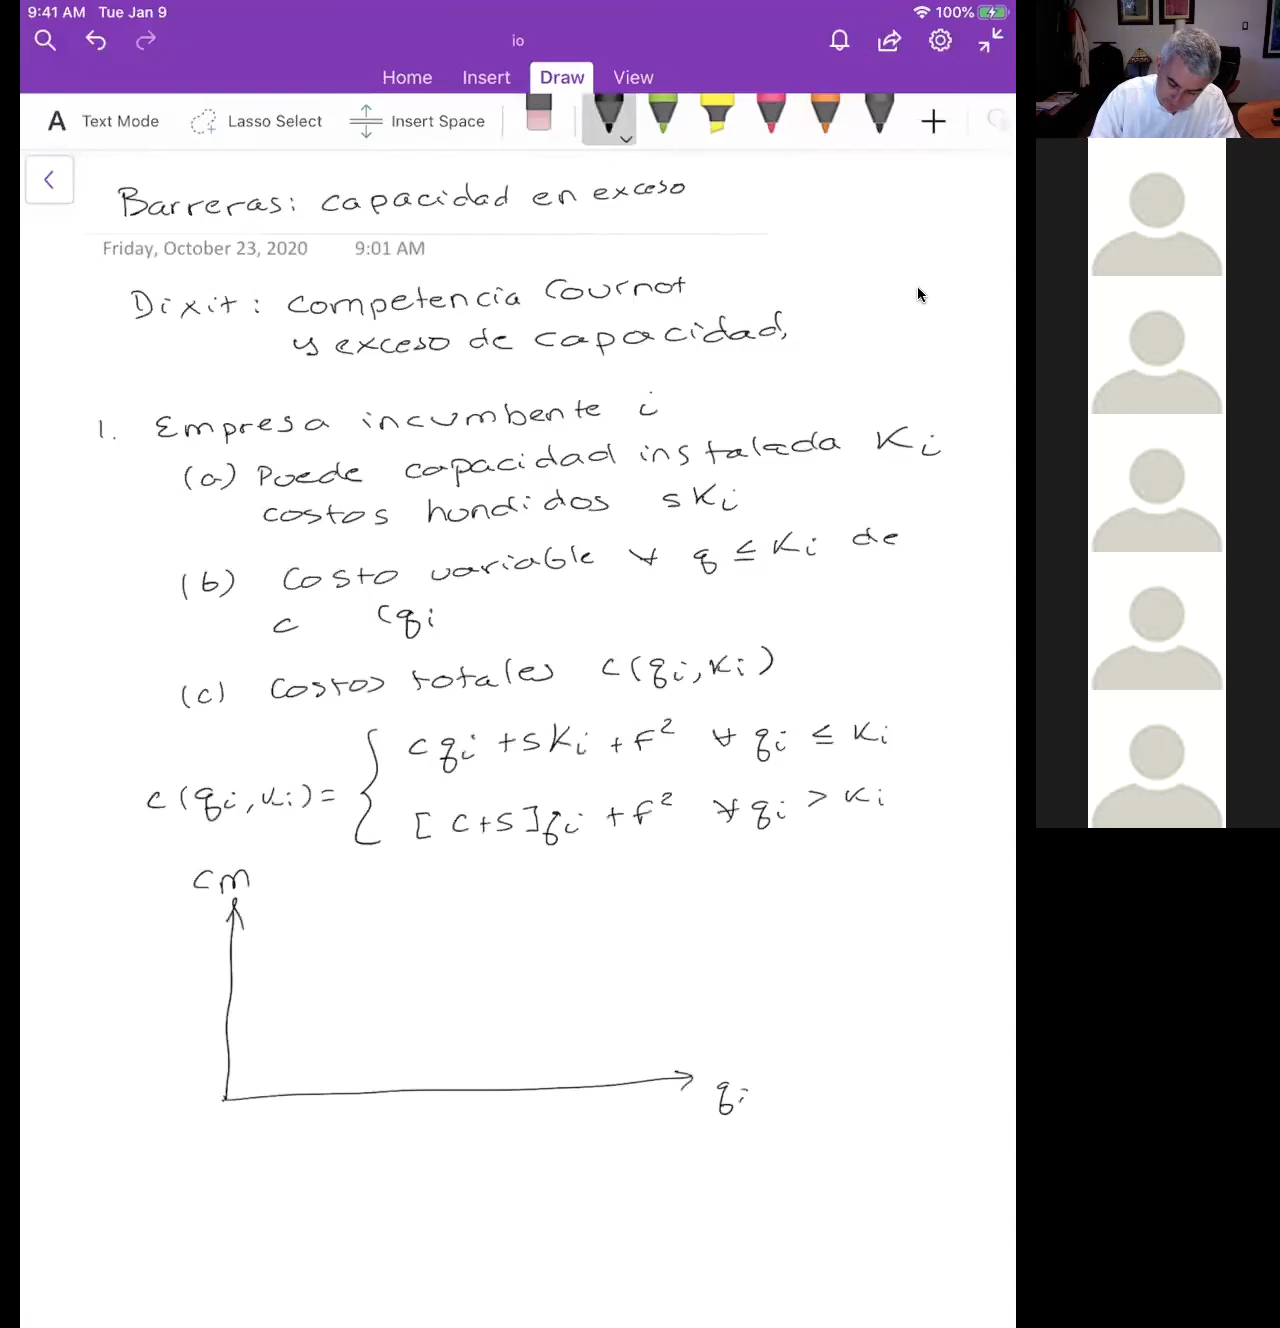 9:41 AM Tue Jan 9 100%
io
Home Insert Draw View
A Text Mode Lasso Select Insert Space
Barreras: capacidad en exceso
Friday, October 23, 2020 9:01 AM
Dixit: competencia Cournot
y exceso de capacidad,
1. Empresa incumbente i
(a) Puede capacidad instalada Ki
costos hundidos sKi
(b) Costo variable ∀ q ≤ Ki de
c cqi
(c) Costos totales c(qi,Ki)
c(qi,Ki)= { cqi + sKi + f² ∀ qi ≤ Ki
[c+s]qi + f² ∀ qi > Ki
cm
qi